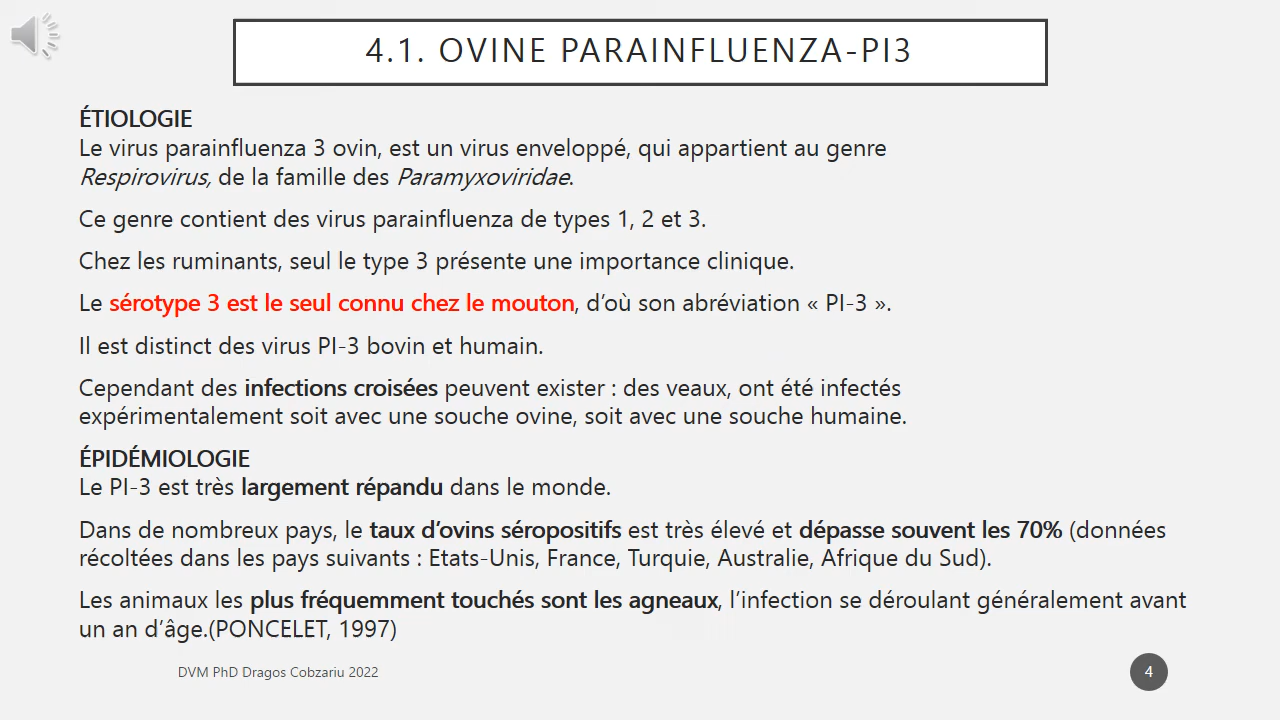 4.1. OVINE PARAINFLUENZA-PI3
ÉTIOLOGIE
Le virus parainfluenza 3 ovin, est un virus enveloppé, qui appartient au genre
Respirovirus, de la famille des Paramyxoviridae.
Ce genre contient des virus parainfluenza de types 1, 2 et 3.
Chez les ruminants, seul le type 3 présente une importance clinique.
Le sérotype 3 est le seul connu chez le mouton, d’où son abréviation « PI-3 ».
Il est distinct des virus PI-3 bovin et humain.
Cependant des infections croisées peuvent exister : des veaux, ont été infectés
expérimentalement soit avec une souche ovine, soit avec une souche humaine.
ÉPIDÉMIOLOGIE
Le PI-3 est très largement répandu dans le monde.
Dans de nombreux pays, le taux d’ovins séropositifs est très élevé et dépasse souvent les 70% (données
récoltées dans les pays suivants : Etats-Unis, France, Turquie, Australie, Afrique du Sud).
Les animaux les plus fréquemment touchés sont les agneaux, l’infection se déroulant généralement avant
un an d’âge.(PONCELET, 1997)
DVM PhD Dragos Cobzariu 2022
4